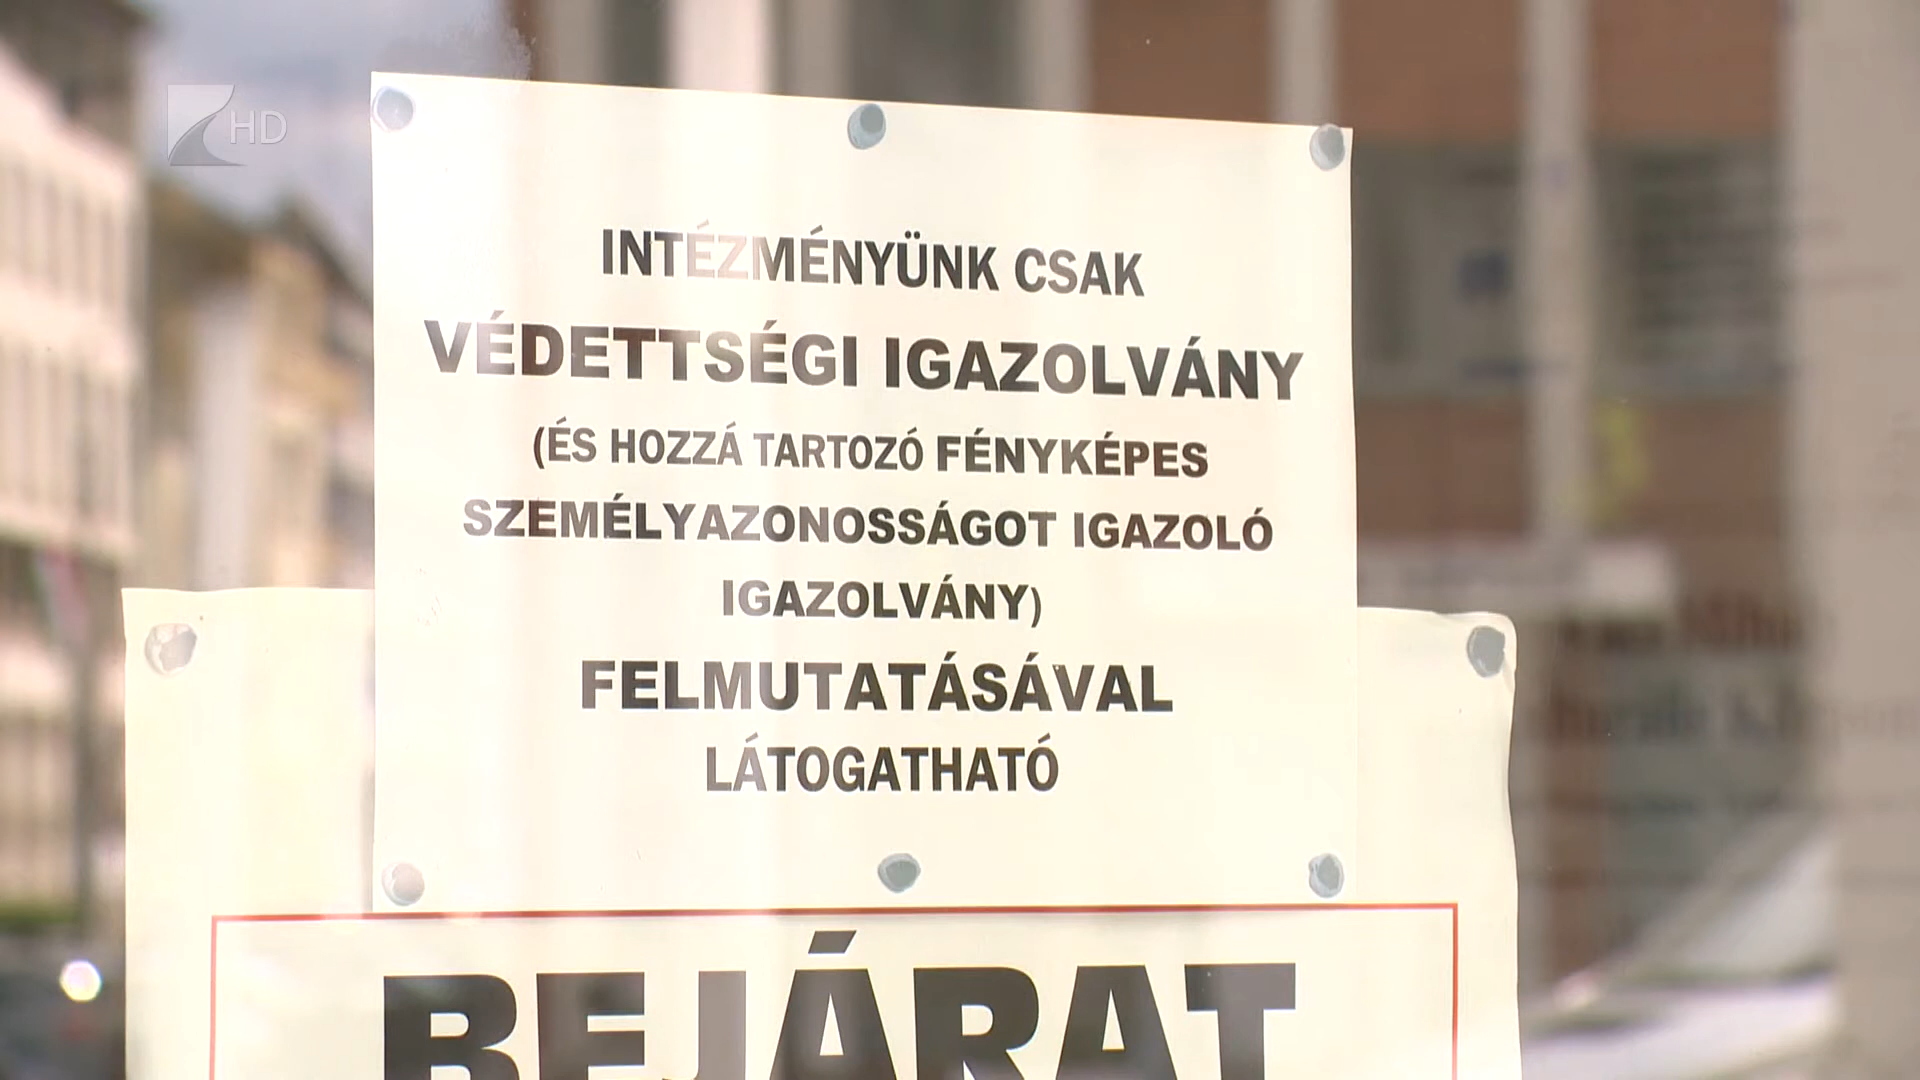 HD
INTÉZMÉNYÜNK CSAK
VÉDETTSÉGI IGAZOLVÁNY
(ÉS HOZZÁ TARTOZÓ FÉNYKÉPES
SZEMÉLYAZONOSSÁGOT IGAZOLÓ
IGAZOLVÁNY)
FELMUTATÁSÁVAL
LÁTOGATHATÓ
BEJÁRAT